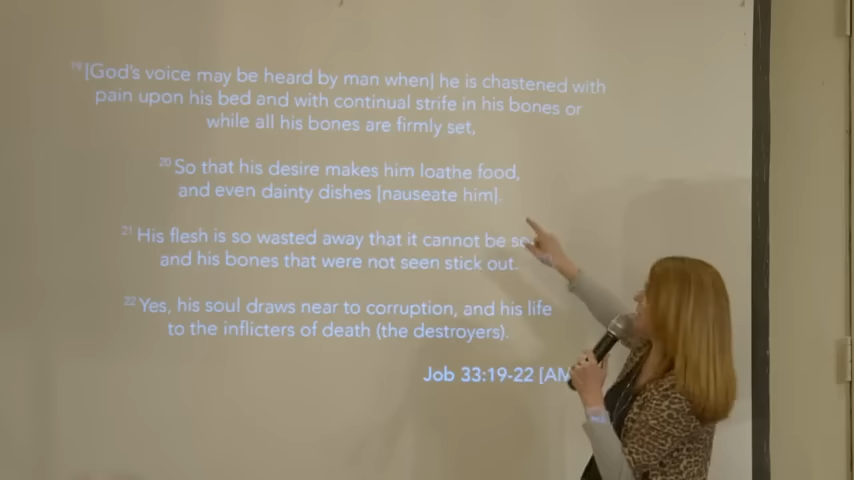 19 [God's voice may be heard by man when] he is chastened with
pain upon his bed and with continual strife in his bones or
while all his bones are firmly set,
20 So that his desire makes him loathe food,
and even dainty dishes [nauseate him].
21 His flesh is so wasted away that it cannot be
and his bones that were not seen stick out.
22 Yes, his soul draws near to corruption, and his life
to the inflicters of death (the destroyers).
Job 33:19-22 [AM